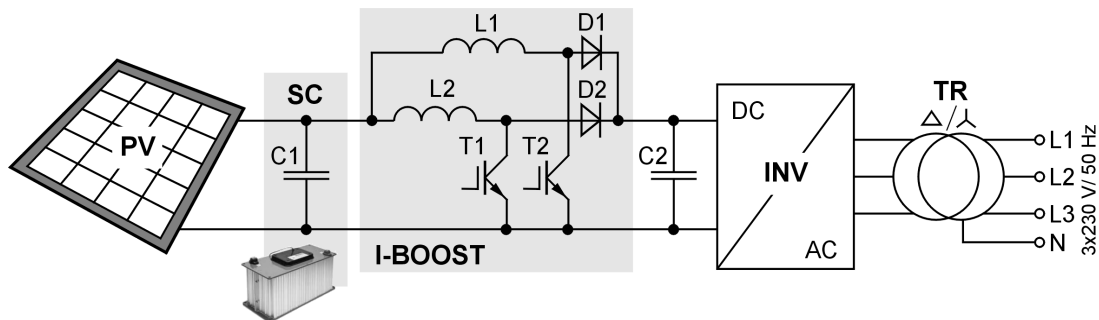 L1
D1
SC
L2
D2
TR
DC
PV
T1
T2
C1
C2
INV
L1
L2
L3
N
3x230 V/ 50 Hz
I-BOOST
AC